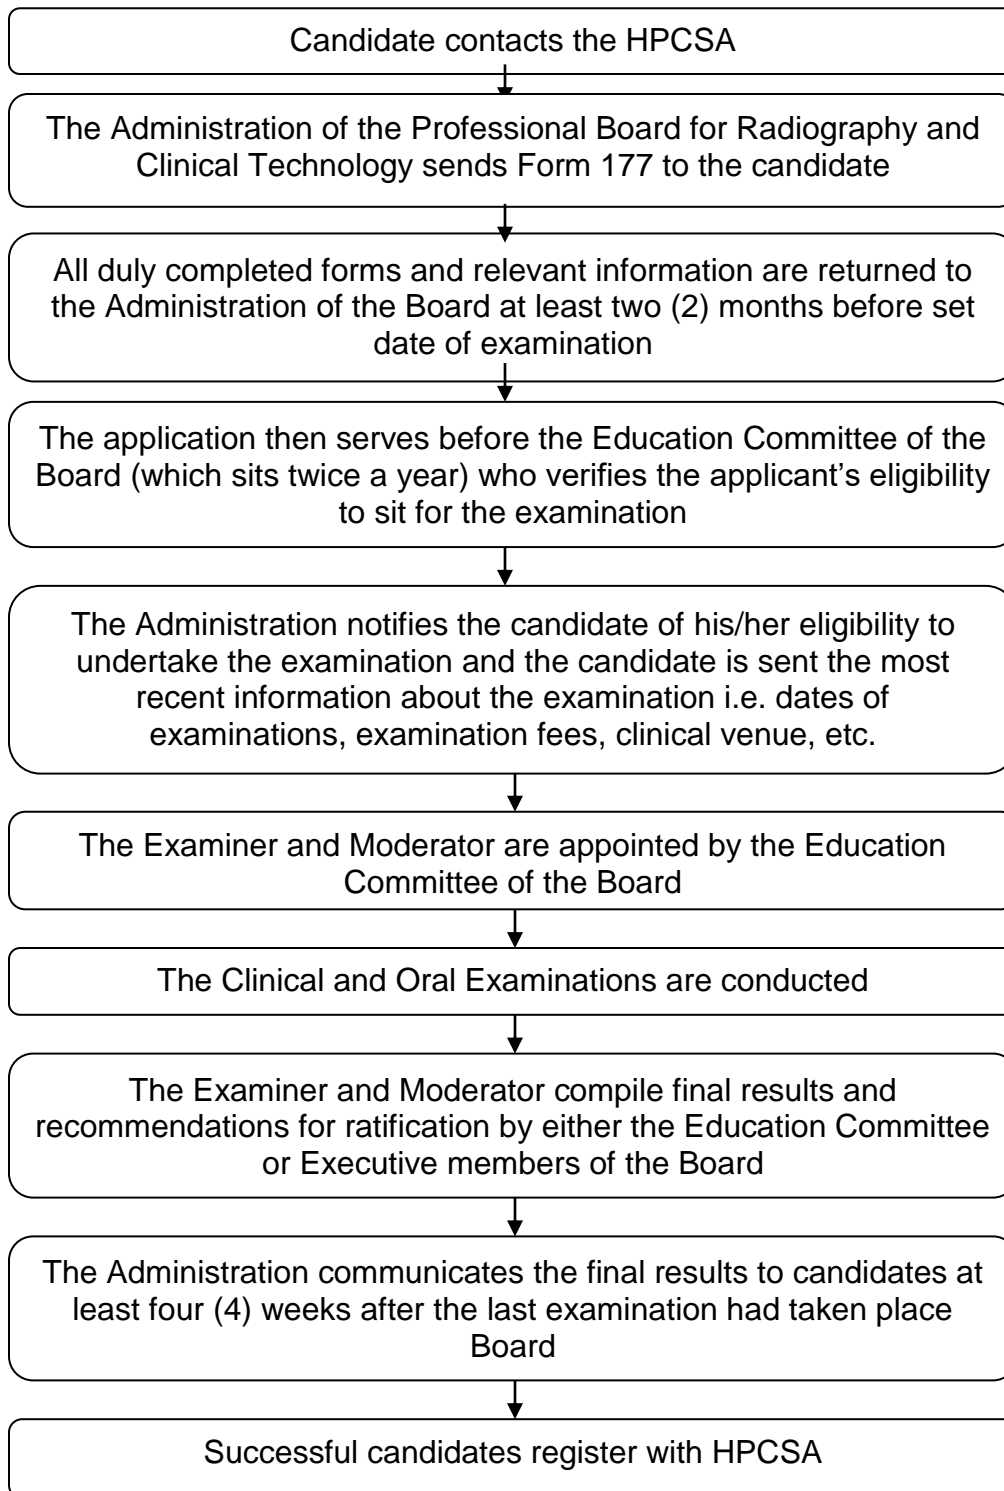 Candidate contacts the HPCSA
The Administration of the Professional Board for Radiography and
Clinical Technology sends Form 177 to the candidate
All duly completed forms and relevant information are returned to
the Administration of the Board at least two (2) months before set
date of examination
The application then serves before the Education Committee of the
Board (which sits twice a year) who verifies the applicant’s eligibility
to sit for the examination
The Administration notifies the candidate of his/her eligibility to
undertake the examination and the candidate is sent the most
recent information about the examination i.e. dates of
examinations, examination fees, clinical venue, etc.
The Examiner and Moderator are appointed by the Education
Committee of the Board
The Clinical and Oral Examinations are conducted
The Examiner and Moderator compile final results and
recommendations for ratification by either the Education Committee
or Executive members of the Board
The Administration communicates the final results to candidates at
least four (4) weeks after the last examination had taken place
Board
Successful candidates register with HPCSA